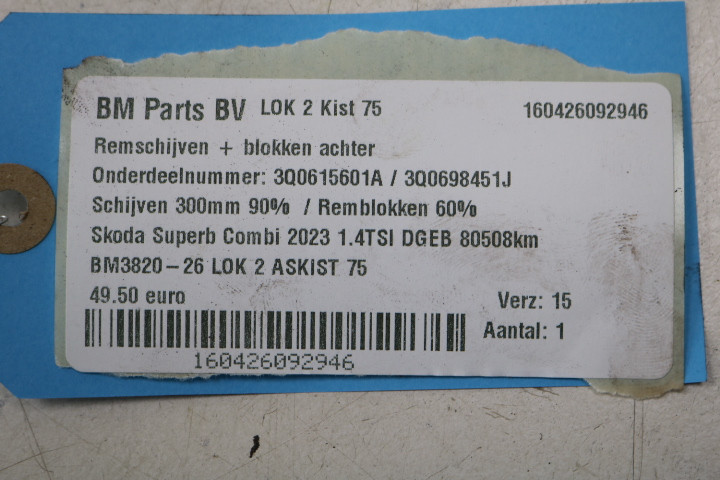 BM Parts BV LOK 2 Kist 75 160426092946
Remschijven + blokken achter
Onderdeelnummer: 3Q0615601A / 3Q0698451J
Schijven 300mm 90% / Remblokken 60%
Skoda Superb Combi 2023 1.4TSI DGEB 80508km
BM3820-26 LOK 2 ASKIST 75
49.50 euro Verz: 15
Aantal: 1
160426092946